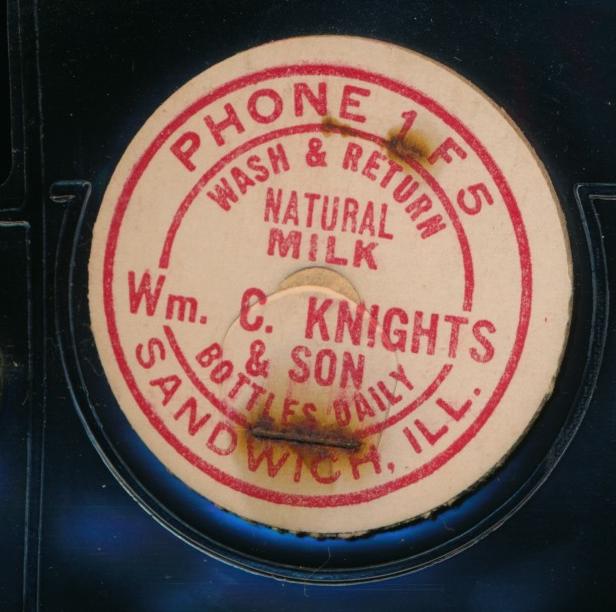 PHONE 1 F 5
WASH & RETURN
NATURAL
MILK
Wm. C. KNIGHTS
& SON
BOTTLES DAILY
SANDWICH, ILL.